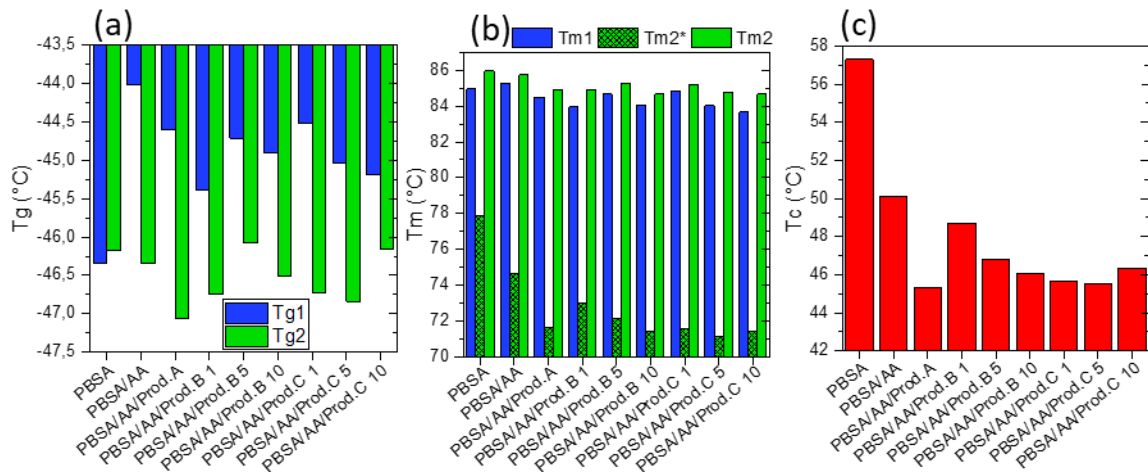 (a)
-43,5
-44,0
-44,5
-45,0
-45,5
-46,0
-46,5
-47,0
-47,5
Tg (°C)
Tg1
Tg2
PBSA
PBSA/AA
PBSA/AA/Prod.A
PBSA/AA/Prod.B 1
PBSA/AA/Prod.B 5
PBSA/AA/Prod.B 10
PBSA/AA/Prod.C 1
PBSA/AA/Prod.C 5
PBSA/AA/Prod.C 10
(b)
Tm1 Tm2* Tm2
86
84
82
80
78
76
74
72
70
Tm (°C)
PBSA
PBSA/AA
PBSA/AA/Prod.A
PBSA/AA/Prod.B 1
PBSA/AA/Prod.B 5
PBSA/AA/Prod.B 10
PBSA/AA/Prod.C 1
PBSA/AA/Prod.C 5
PBSA/AA/Prod.C 10
(c)
58
56
54
52
50
48
46
44
42
Tc (°C)
PBSA
PBSA/AA
PBSA/AA/Prod.A
PBSA/AA/Prod.B 1
PBSA/AA/Prod.B 5
PBSA/AA/Prod.B 10
PBSA/AA/Prod.C 1
PBSA/AA/Prod.C 5
PBSA/AA/Prod.C 10